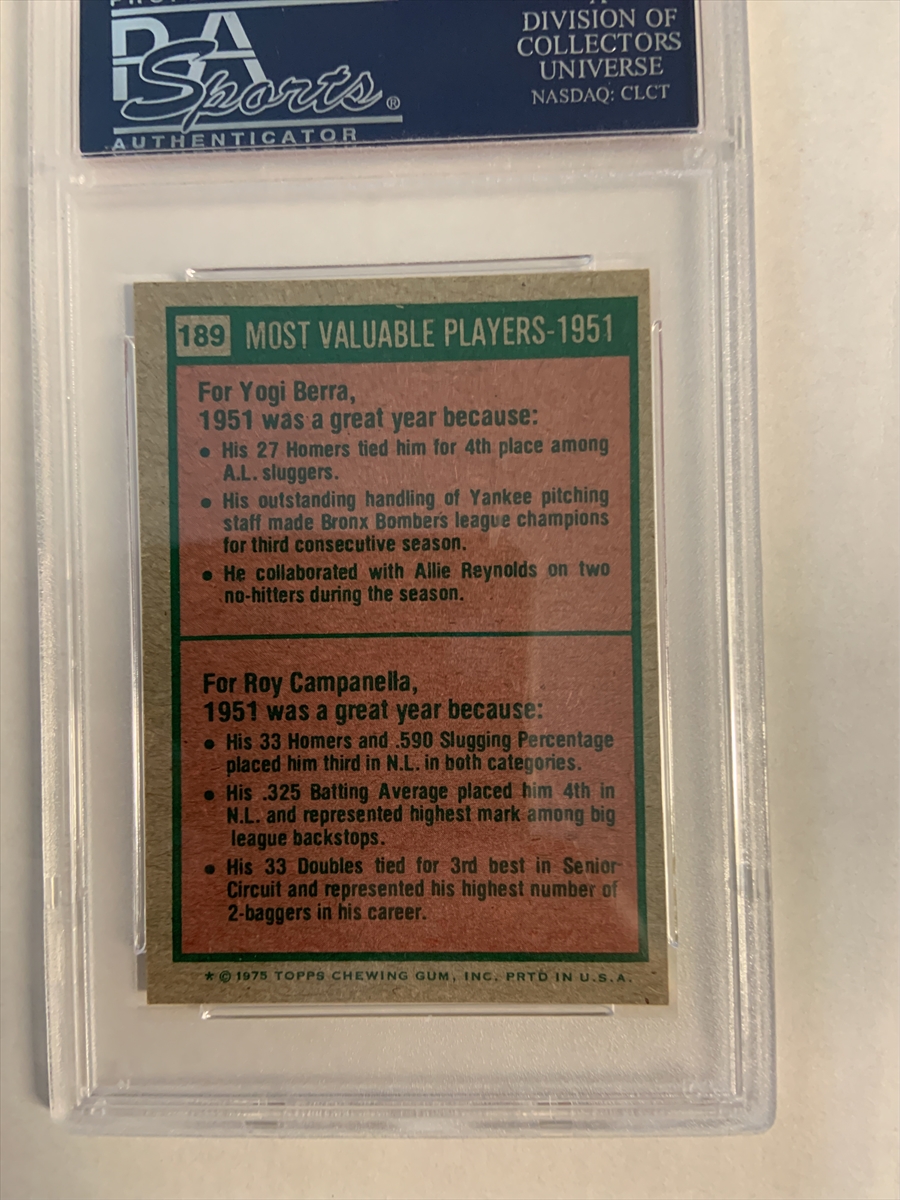 PSA
Sports®
AUTHENTICATOR
DIVISION OF
COLLECTORS
UNIVERSE
NASDAQ: CLCT
189 MOST VALUABLE PLAYERS-1951
For Yogi Berra,
1951 was a great year because:
• His 27 Homers tied him for 4th place among
A.L. sluggers.
• His outstanding handling of Yankee pitching
staff made Bronx Bombers league champions
for third consecutive season.
• He collaborated with Allie Reynolds on two
no-hitters during the season.
For Roy Campanella,
1951 was a great year because:
• His 33 Homers and .590 Slugging Percentage
placed him third in N.L. in both categories.
• His .325 Batting Average placed him 4th in
N.L. and represented highest mark among big
league backstops.
• His 33 Doubles tied for 3rd best in Senior
Circuit and represented his highest number of
2-baggers in his career.
* © 1975 TOPPS CHEWING GUM, INC. PRTD IN U.S.A.